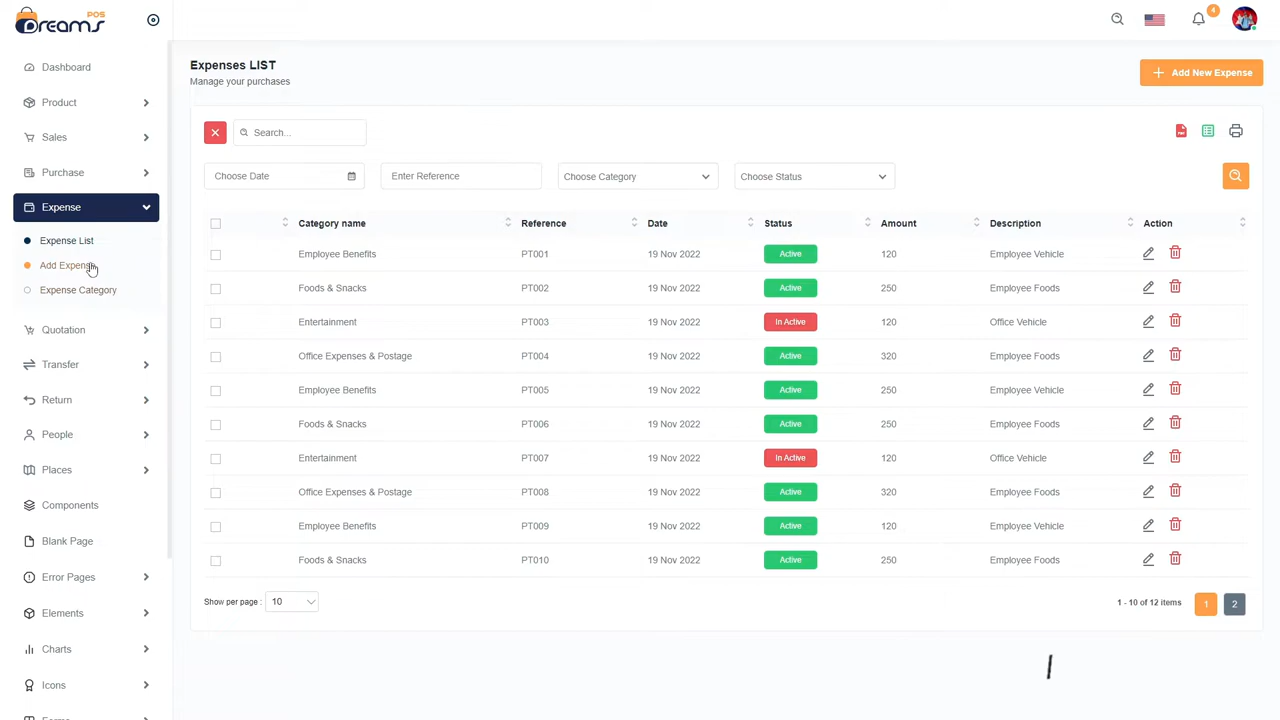 POS
Dreams
4
Dashboard
Product
Sales
Purchase
Expense
Expense List
Add Expense
Expense Category
Quotation
Transfer
Return
People
Places
Components
Blank Page
Error Pages
Elements
Charts
Icons
Forms
Expenses LIST
Manage your purchases
Add New Expense
Search...
Choose Date
Enter Reference
Choose Category
Choose Status
Category name Reference Date Status Amount Description Action
Employee Benefits PT001 19 Nov 2022 Active 120 Employee Vehicle
Foods & Snacks PT002 19 Nov 2022 Active 250 Employee Foods
Entertainment PT003 19 Nov 2022 In Active 120 Office Vehicle
Office Expenses & Postage PT004 19 Nov 2022 Active 320 Employee Foods
Employee Benefits PT005 19 Nov 2022 Active 250 Employee Vehicle
Foods & Snacks PT006 19 Nov 2022 Active 250 Employee Foods
Entertainment PT007 19 Nov 2022 In Active 120 Office Vehicle
Office Expenses & Postage PT008 19 Nov 2022 Active 320 Employee Foods
Employee Benefits PT009 19 Nov 2022 Active 120 Employee Vehicle
Foods & Snacks PT010 19 Nov 2022 Active 250 Employee Foods
Show per page : 10
1 - 10 of 12 items 1 2